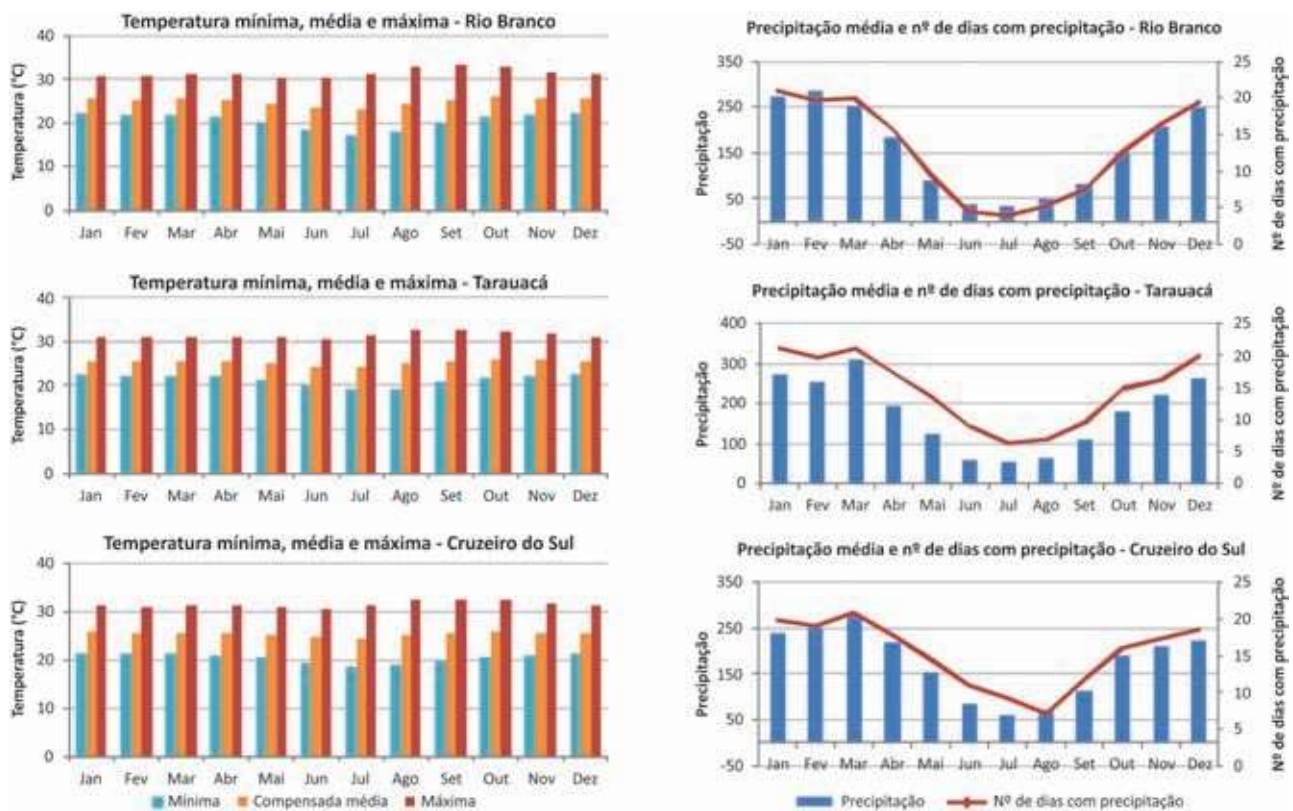 Temperatura mínima, média e máxima - Rio Branco
Temperatura (°C)
40
30
20
10
0
Jan Fev Mar Abr Mai Jun Jul Ago Set Out Nov Dez
Precipitação média e nº de dias com precipitação - Rio Branco
Precipitação
350
250
150
50
-50
25
20
15
10
5
0
Nº de dias com precipitação
Jan Fev Mar Abr Mai Jun Jul Ago Set Out Nov Dez
Temperatura mínima, média e máxima - Tarauacá
Temperatura (°C)
40
30
20
10
0
Jan Fev Mar Abr Mai Jun Jul Ago Set Out Nov Dez
Precipitação média e nº de dias com precipitação - Tarauacá
Precipitação
400
300
200
100
0
25
20
15
10
5
0
Nº de dias com precipitação
Jan Fev Mar Abr Mai Jun Jul Ago Set Out Nov Dez
Temperatura mínima, média e máxima - Cruzeiro do Sul
Temperatura (°C)
40
30
20
10
0
Jan Fev Mar Abr Mai Jun Jul Ago Set Out Nov Dez
Mínima Compensada média Máxima
Precipitação média e nº de dias com precipitação - Cruzeiro do Sul
Precipitação
350
250
150
50
-50
25
20
15
10
5
0
Nº de dias com precipitação
Jan Fev Mar Abr Mai Jun Jul Ago Set Out Nov Dez
Precipitação Nº de dias com precipitação